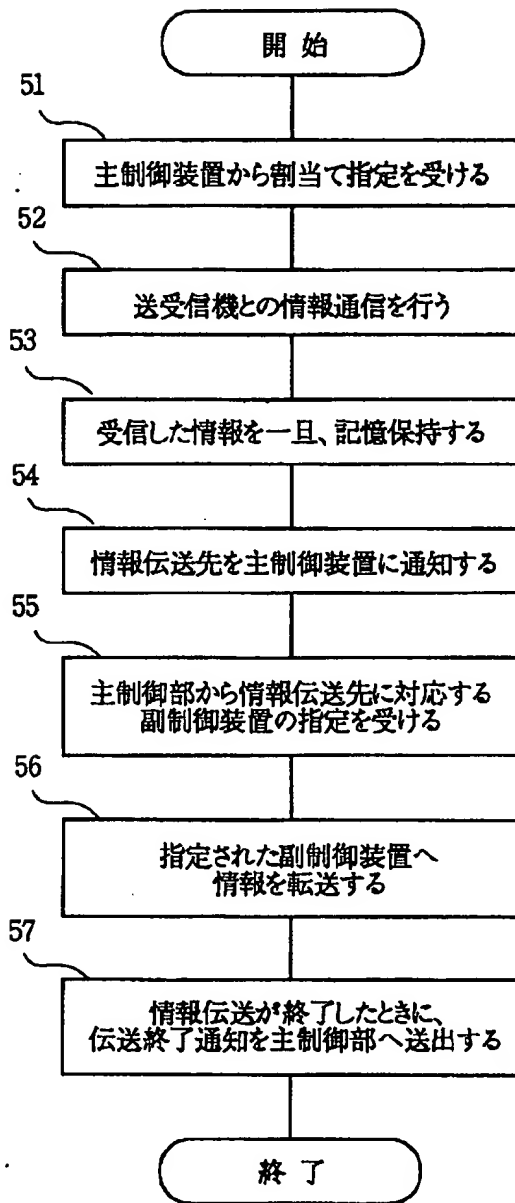 開始
51
主制御装置から割当て指定を受ける
52
送受信機との情報通信を行う
53
受信した情報を一旦、記憶保持する
54
情報伝送先を主制御装置に通知する
55
主制御部から情報伝送先に対応する
副制御装置の指定を受ける
56
指定された副制御装置へ
情報を転送する
57
情報伝送が終了したときに、
伝送終了通知を主制御部へ送出する
終了